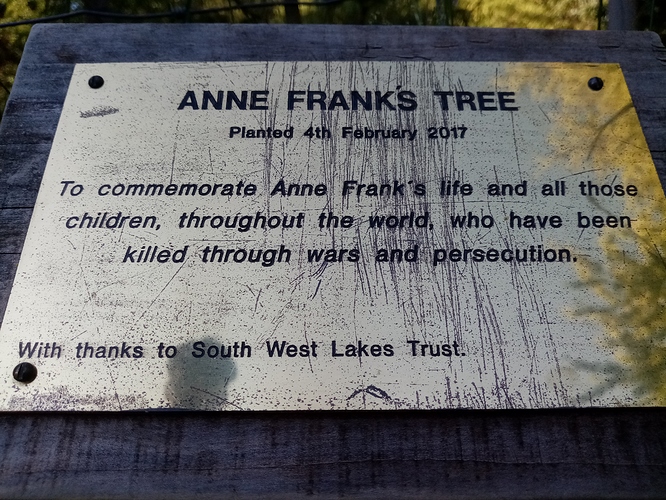 ANNE FRANK'S TREE
Planted 4th February 2017
To commemorate Anne Frank's life and all those
children, throughout the world, who have been
killed through wars and persecution.
With thanks to South West Lakes Trust.